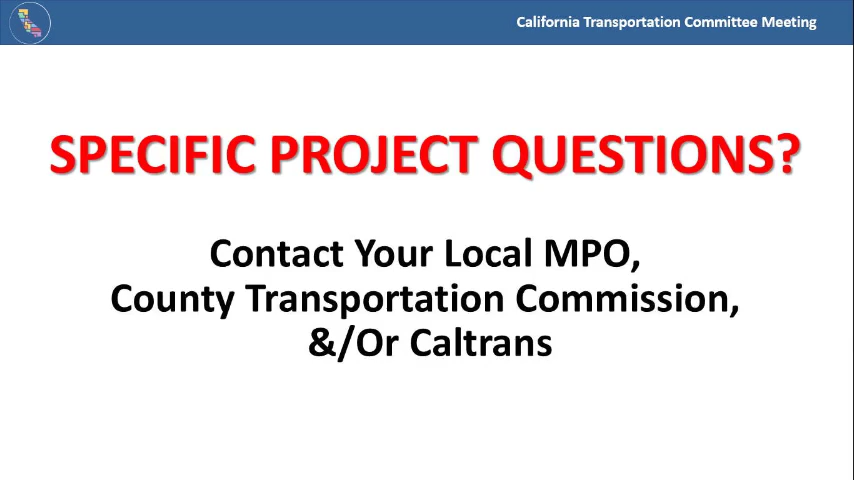 California Transportation Committee Meeting
SPECIFIC PROJECT QUESTIONS?
Contact Your Local MPO,
County Transportation Commission,
&/Or Caltrans